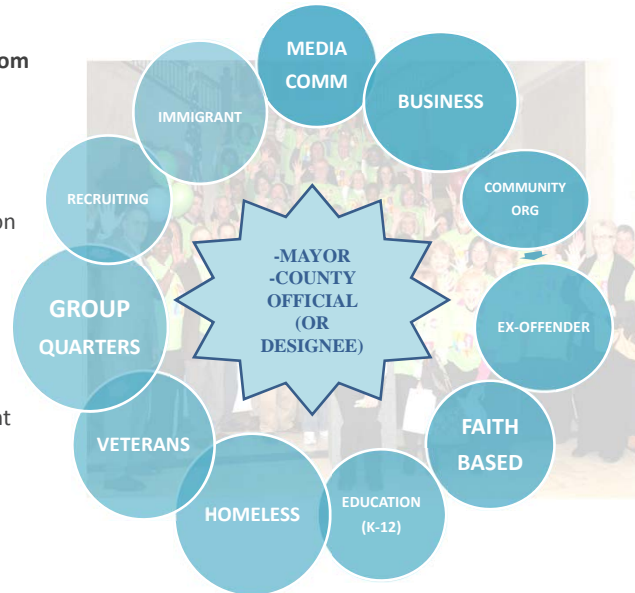 om
on
nt
MEDIA
COMM
BUSINESS
COMMUNITY
ORG
EX-OFFENDER
FAITH
BASED
EDUCATION
(K-12)
HOMELESS
VETERANS
GROUP
QUARTERS
RECRUITING
IMMIGRANT
-MAYOR
-COUNTY
OFFICIAL
(OR
DESIGNEE)